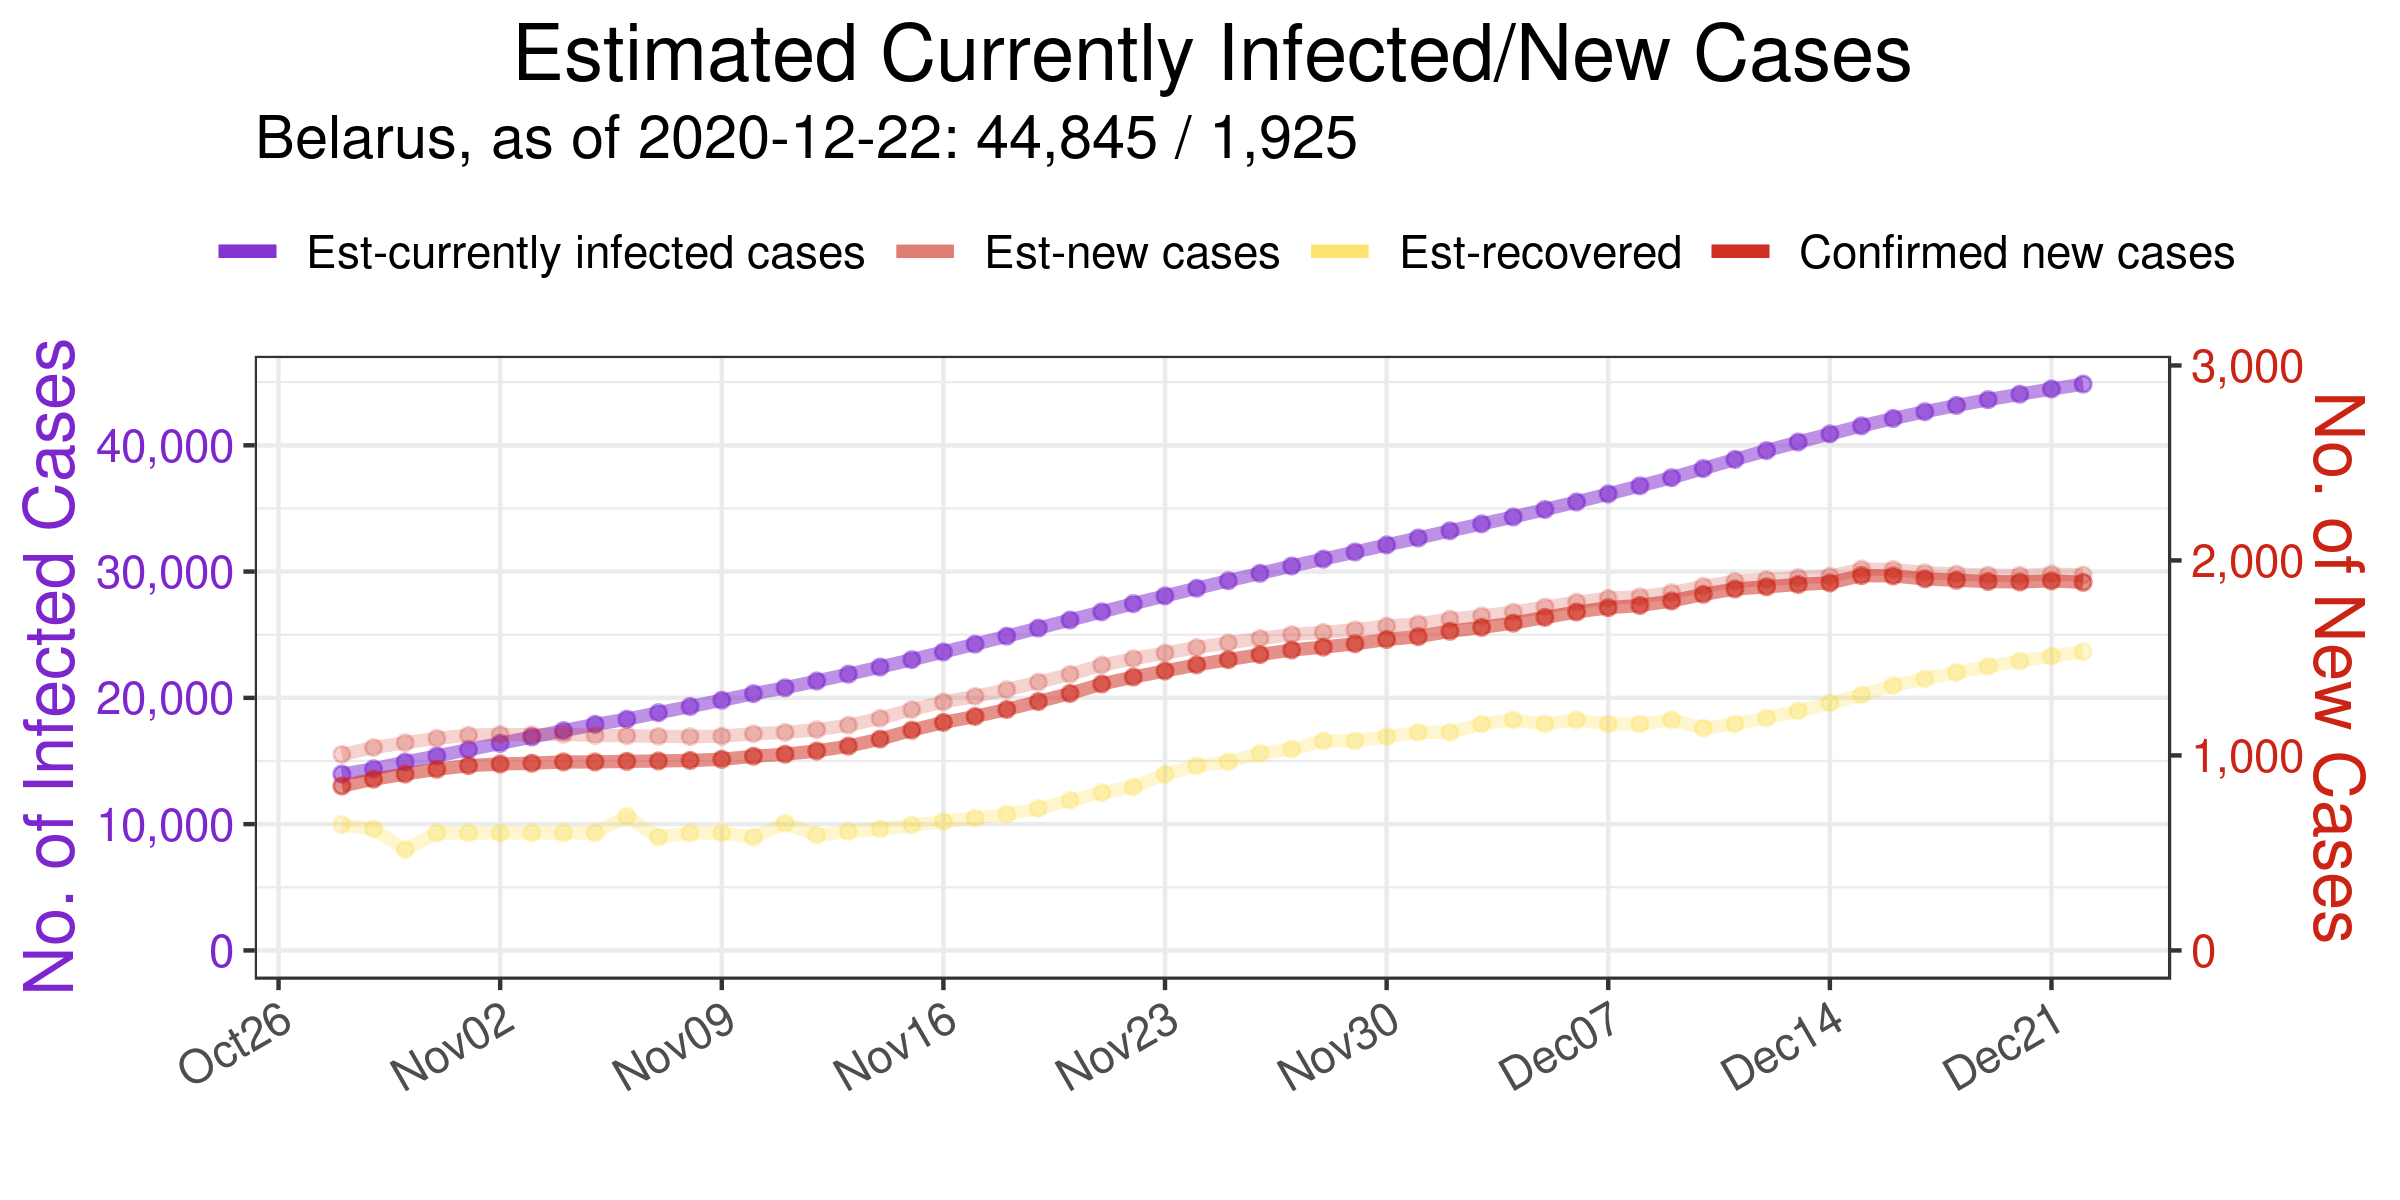 Estimated Currently Infected/New Cases
Belarus, as of 2020-12-22: 44,845 / 1,925
Est-currently infected cases Est-new cases Est-recovered Confirmed new cases
No. of Infected Cases
40,000
30,000
20,000
10,000
0
3,000
2,000
1,000
0
No. of New Cases
Oct26 Nov02 Nov09 Nov16 Nov23 Nov30 Dec07 Dec14 Dec21